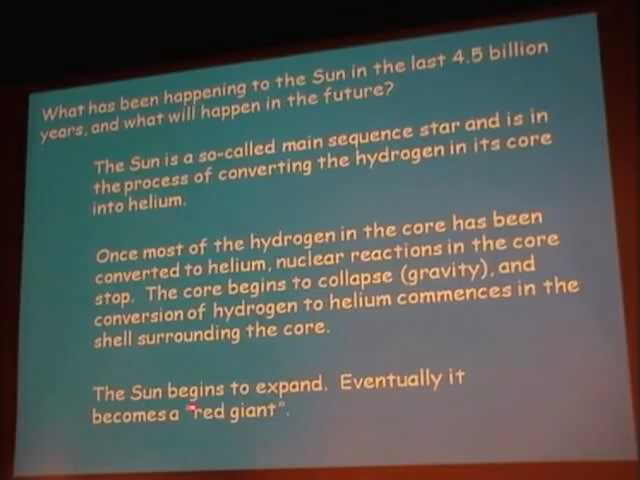 What has been happening to the Sun in the last 4.5 billion
years, and what will happen in the future?
The Sun is a so-called main sequence star and is in
the process of converting the hydrogen in its core
into helium.
Once most of the hydrogen in the core has been
converted to helium, nuclear reactions in the core
stop. The core begins to collapse (gravity), and
conversion of hydrogen to helium commences in the
shell surrounding the core.
The Sun begins to expand. Eventually it
becomes a "red giant".